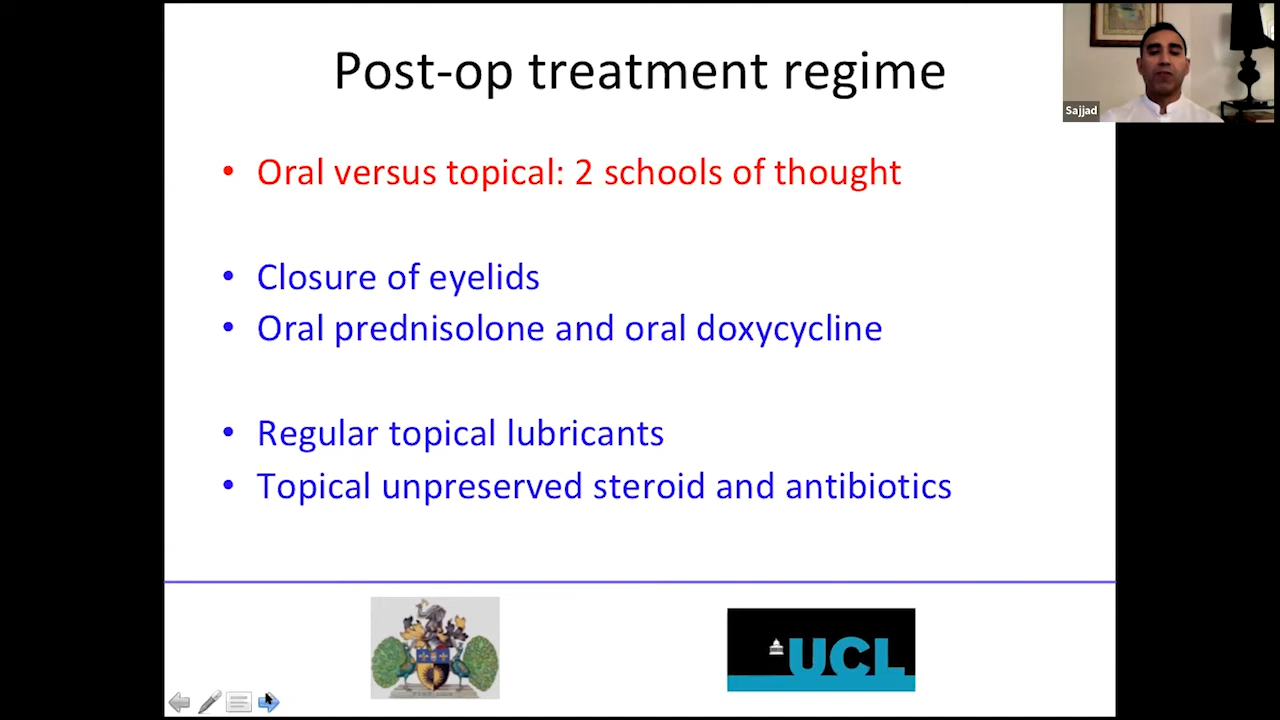 Post-op treatment regime
Sajjad
• Oral versus topical: 2 schools of thought
• Closure of eyelids
• Oral prednisolone and oral doxycycline
• Regular topical lubricants
• Topical unpreserved steroid and antibiotics
UCL